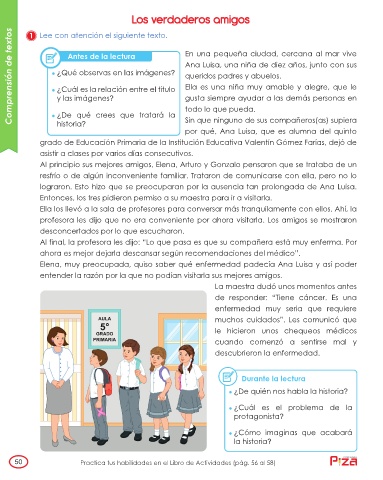 Los verdaderos amigos
1 Lee con atención el siguiente texto.
Comprensión de textos
Antes de la lectura
• ¿Qué observas en las imágenes?
• ¿Cuál es la relación entre el título
y las imágenes?
• ¿De qué crees que tratará la
historia?
En una pequeña ciudad, cercana al mar vive
Ana Luisa, una niña de diez años, junto con sus
queridos padres y abuelos.
Ella es una niña muy amable y alegre, que le
gusta siempre ayudar a las demás personas en
todo lo que pueda.
Sin que ninguno de sus compañeros(as) supiera
por qué, Ana Luisa, que es alumna del quinto
grado de Educación Primaria de la Institución Educativa Valentín Gómez Farías, dejó de
asistir a clases por varios días consecutivos.
Al principio sus mejores amigos, Elena, Arturo y Gonzalo pensaron que se trataba de un
resfrío o de algún inconveniente familiar. Trataron de comunicarse con ella, pero no lo
lograron. Esto hizo que se preocuparan por la ausencia tan prolongada de Ana Luisa.
Entonces, los tres pidieron permiso a su maestra para ir a visitarla.
Ella los llevó a la sala de profesores para conversar más tranquilamente con ellos. Ahí, la
profesora les dijo que no era conveniente por ahora visitarla. Los amigos se mostraron
desconcertados por lo que escucharon.
Al final, la profesora les dijo: “Lo que pasa es que su compañera está muy enferma. Por
ahora es mejor dejarla descansar según recomendaciones del médico”.
Elena, muy preocupada, quiso saber qué enfermedad padecía Ana Luisa y así poder
entender la razón por la que no podían visitarla sus mejores amigos.
La maestra dudó unos momentos antes
de responder: “Tiene cáncer. Es una
enfermedad muy seria que requiere
muchos cuidados”. Les comunicó que
le hicieron unos chequeos médicos
cuando comenzó a sentirse mal y
descubrieron la enfermedad.
AULA
5°
GRADO
PRIMARIA
Durante la lectura
• ¿De quién nos habla la historia?
• ¿Cuál es el problema de la
protagonista?
• ¿Cómo imaginas que acabará
la historia?
50
Practica tus habilidades en el Libro de Actividades (pág. 56 al 58)
PIZA